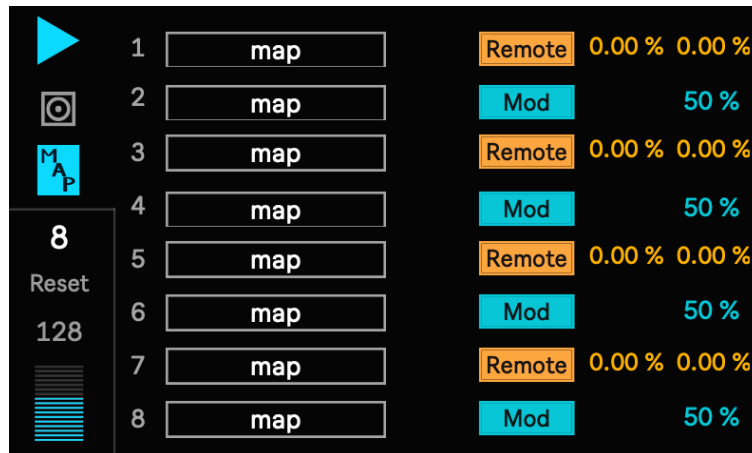 1 map Remote 0.00 % 0.00 %
2 map Mod 50 %
MAP
3 map Remote 0.00 % 0.00 %
4 map Mod 50 %
8
5 map Remote 0.00 % 0.00 %
Reset
6 map Mod 50 %
128
7 map Remote 0.00 % 0.00 %
8 map Mod 50 %